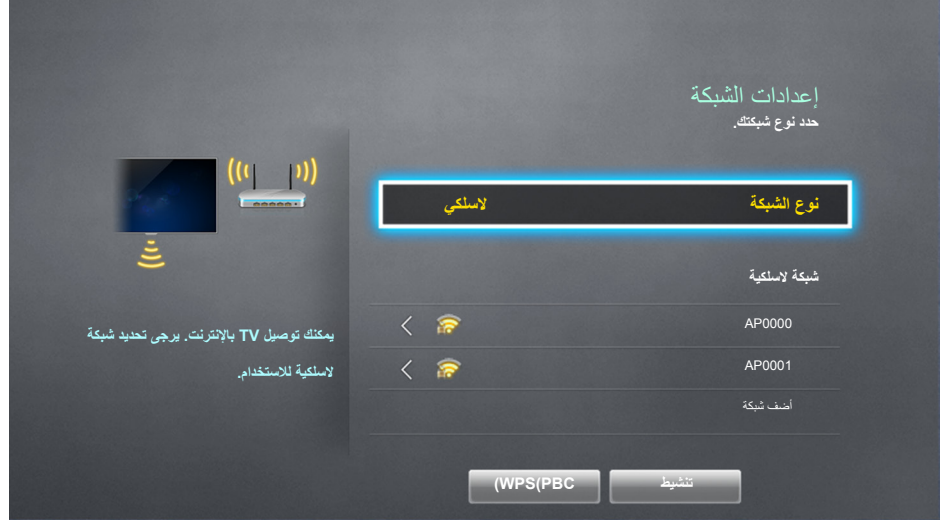 إعدادات الشبكة
حدد نوع شبكتك.
نوع الشبكة لاسلكي
شبكة لاسلكية
AP0000
AP0001
أضف شبكة
يمكنك توصيل TV بالإنترنت. يرجى تحديد شبكة
لاسلكية للاستخدام.
تنشيط
(WPS(PBC